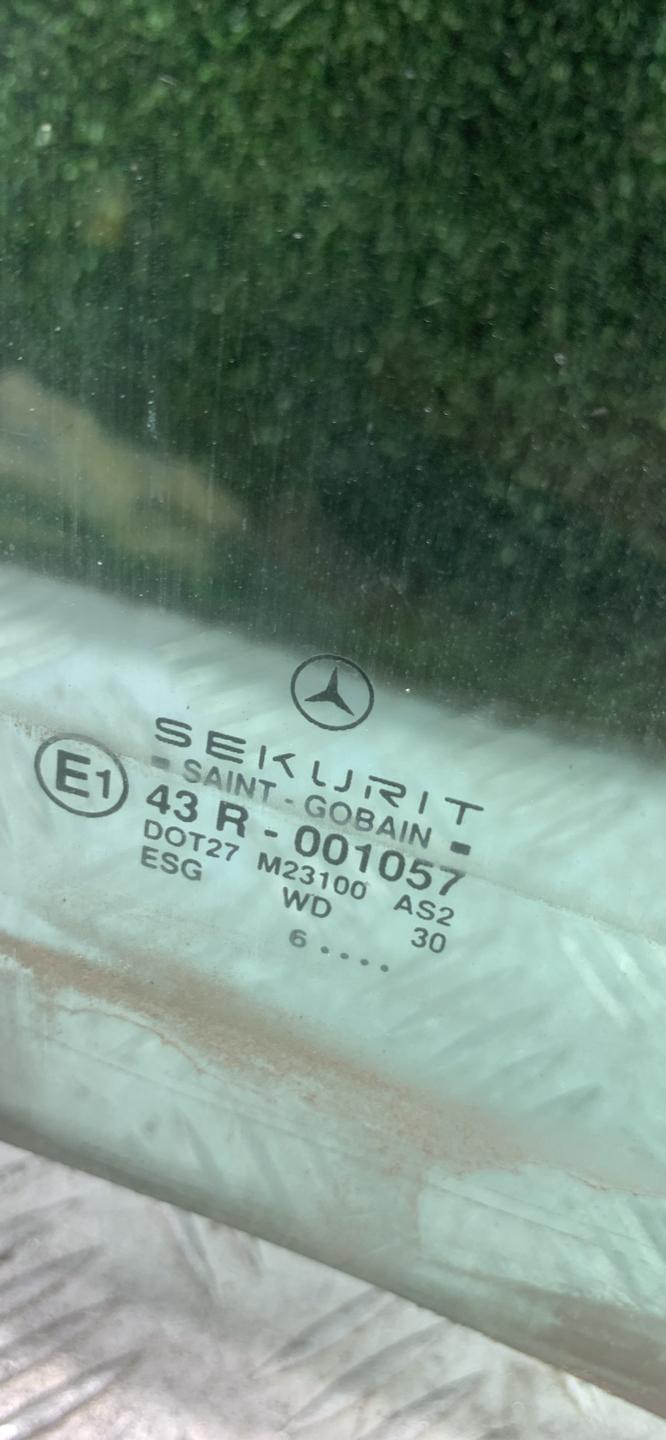 SEKURIT
SAINT - GOBAIN
E1 43 R - 001057
DOT27 M23100 AS2
ESG WD 30
6 . . . . .